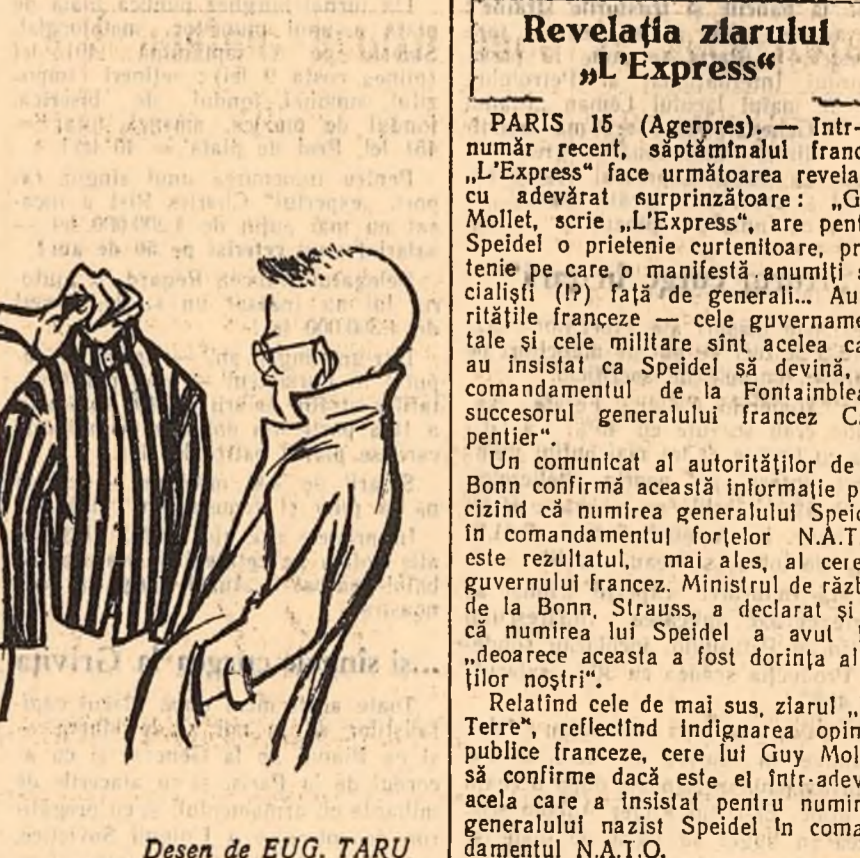 Revelația ziarului
„L'Express“
PARIS 15 (Agerpres). — Intr-
număr recent, săptămînalul franc
„L'Express“ face următoarea revela
cu adevărat surprinzătoare : „G
Mollet, scrie „L'Express“, are pent
Speidel o prietenie curtenitoare, pr
tenie pe care o manifestă anumiți s
cialiști (!?) față de generali... Au
ritățile franceze — cele guvername
tale și cele militare sînt acelea ca
au insistat ca Speidel să devină,
comandamentul de la Fontainblea
succesorul generalului francez C
pentier“.
Un comunicat al autorităților de
Bonn confirmă această informație p
cizînd că numirea generalului Speid
în comandamentul forțelor N.A.T
este rezultatul, mai ales, al cere
guvernului francez. Ministrul de războ
de la Bonn, Strauss, a declarat și
că numirea lui Speidel a avut
„deoarece aceasta a fost dorința al
ților noștri“.
Relatînd cele de mai sus, ziarul „
Terre“, reflectînd indignarea opin
publice franceze, cere lui Guy Mol
să confirme dacă este el într-adev
acela care a insistat pentru numir
generalului nazist Speidel în coma
damentul N.A.T.O.
Desen de EUG. TARU